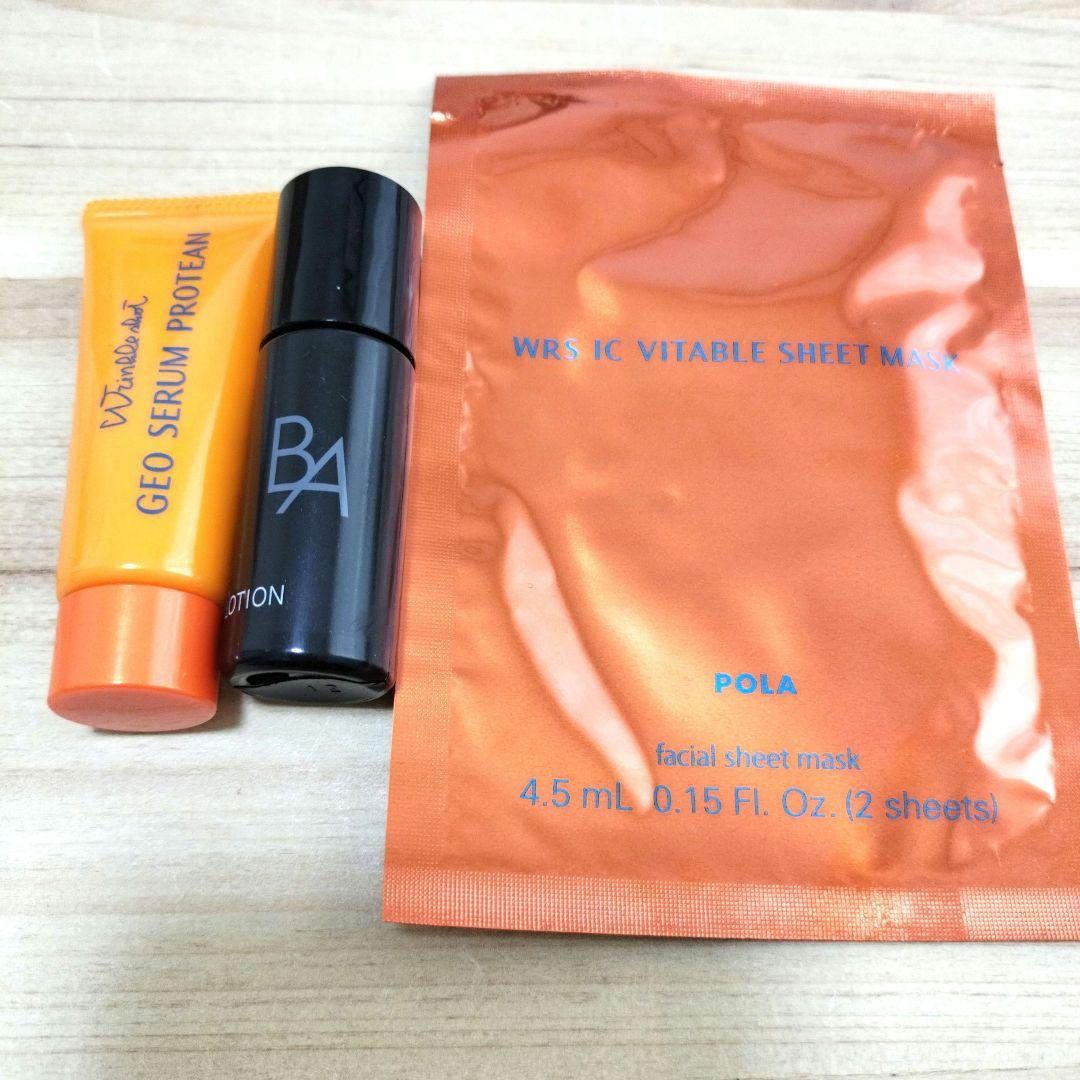 Wrinkle shot
GEO SERUM PROTEAN
BA
LOTION
WRS IC VITABLE SHEET MASK
POLA
facial sheet mask
4.5 mL 0.15 Fl. Oz. (2 sheets)